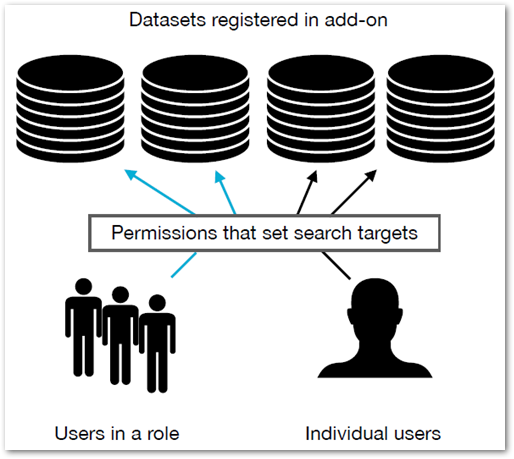 Datasets registered in add-on
Permissions that set search targets
Users in a role
Individual users